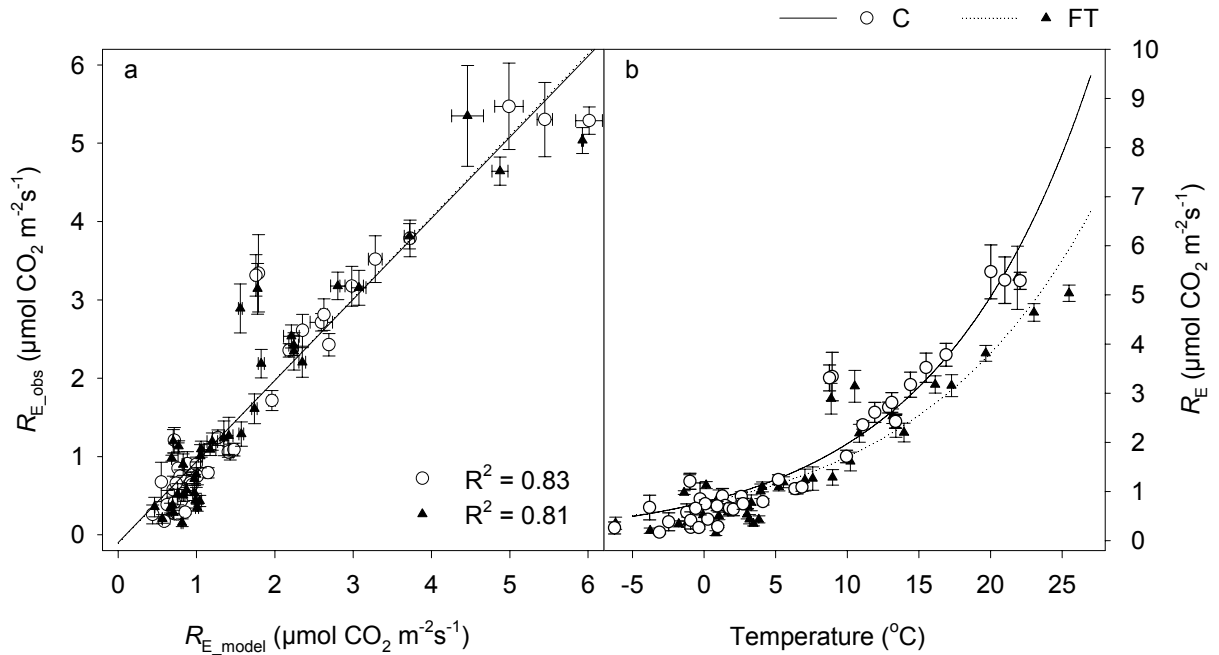 C FT
a
b
6
5
4
3
2
1
0
R_E_obs (µmol CO₂ m⁻²s⁻¹)
R² = 0.83
R² = 0.81
0 1 2 3 4 5 6
R_E_model (µmol CO₂ m⁻²s⁻¹)
10
9
8
7
6
5
4
3
2
1
0
R_E (µmol CO₂ m⁻²s⁻¹)
-5 0 5 10 15 20 25
Temperature (°C)